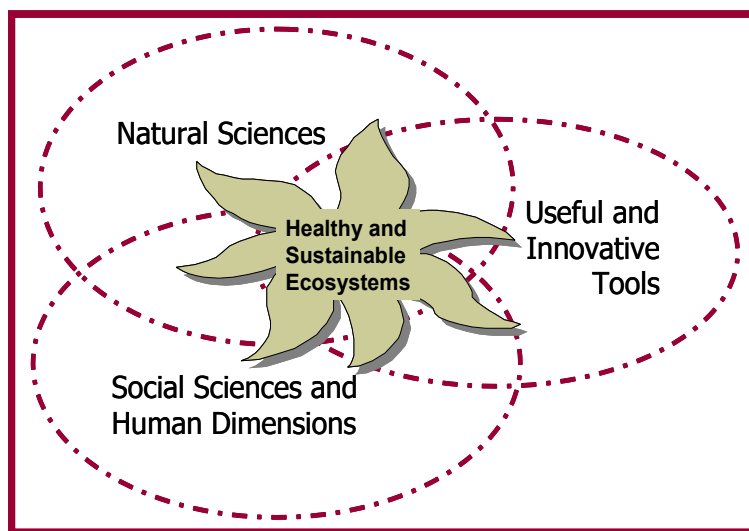 Natural Sciences
Healthy and
Sustainable
Ecosystems
Useful and
Innovative
Tools
Social Sciences and
Human Dimensions